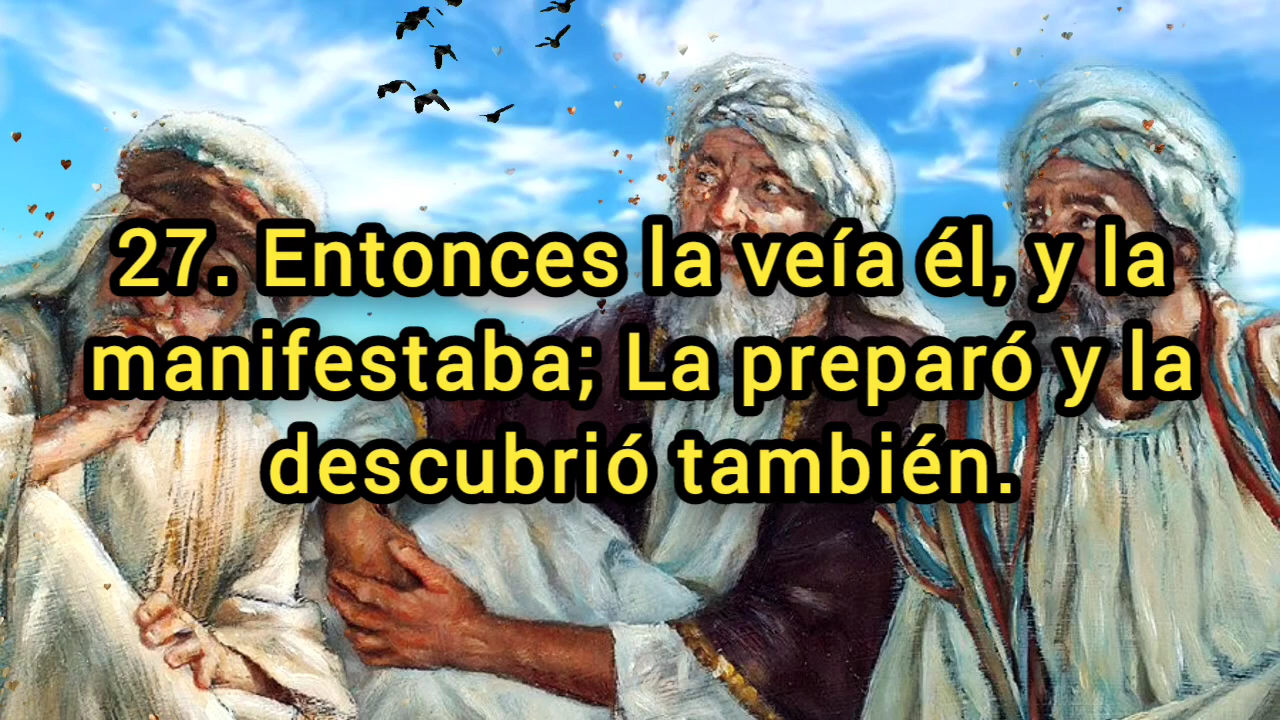 27. Entonces la veía él, y la
manifestaba; La preparó y la
descubrió también.